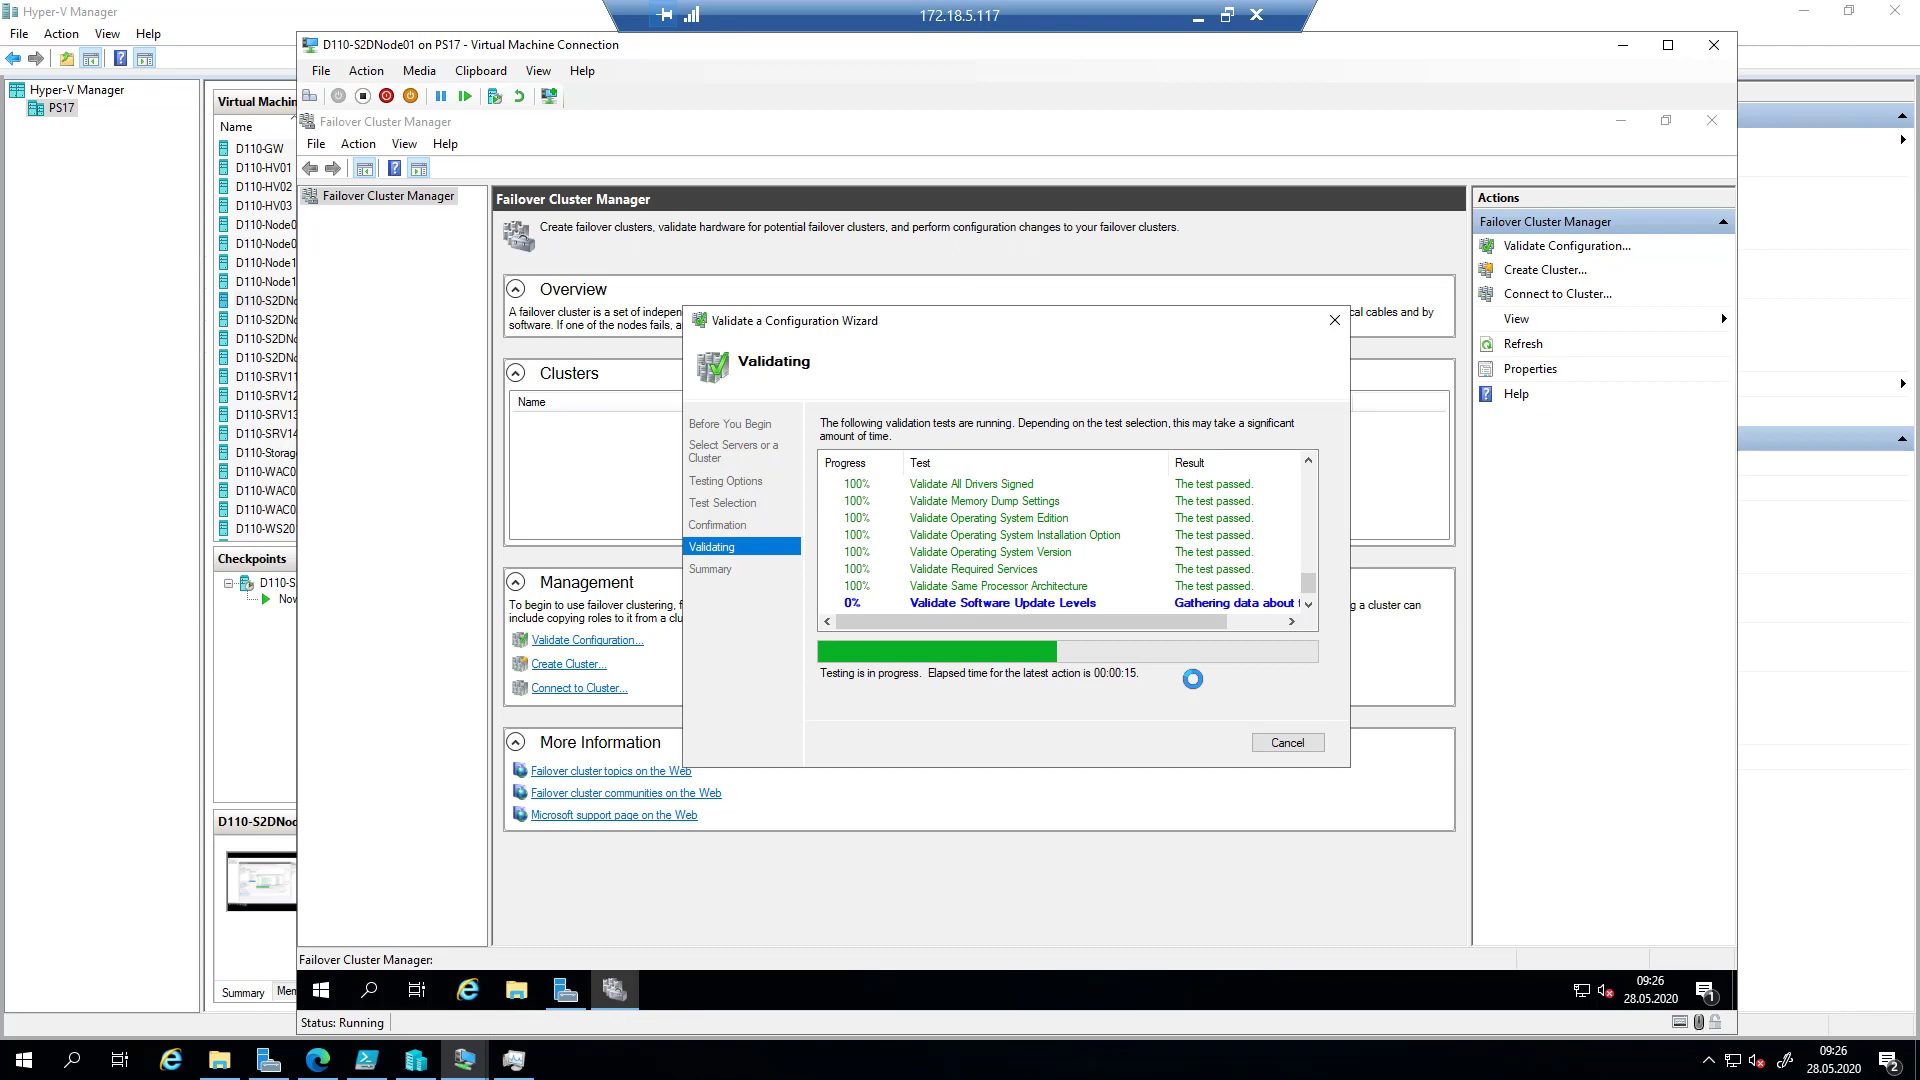 Hyper-V Manager
File Action View Help
172.18.5.117
Hyper-V Manager
PS17
Virtual Machin
Name
D110-GW
D110-HV01
D110-HV02
D110-HV03
D110-Node0
D110-Node0
D110-Node1
D110-Node1
D110-S2DNo
D110-S2DNo
D110-S2DNo
D110-S2DNo
D110-SRV11
D110-SRV12
D110-SRV13
D110-SRV14
D110-Storag
D110-WAC0
D110-WAC0
D110-WAC0
D110-WS20
Checkpoints
D110-S
Nov
D110-S2DNo
Summary Mem
D110-S2DNode01 on PS17 - Virtual Machine Connection
File Action Media Clipboard View Help
Failover Cluster Manager
File Action View Help
Failover Cluster Manager
Failover Cluster Manager
Create failover clusters, validate hardware for potential failover clusters, and perform configuration changes to your failover clusters.
Overview
A failover cluster is a set of indepen
cal cables and by
software. If one of the nodes fails, a
Clusters
Name
Management
To begin to use failover clustering, f
g a cluster can
include copying roles to it from a clu
Validate Configuration...
Create Cluster...
Connect to Cluster...
More Information
Failover cluster topics on the Web
Failover cluster communities on the Web
Microsoft support page on the Web
Validate a Configuration Wizard
Validating
Before You Begin
Select Servers or a
Cluster
Testing Options
Test Selection
Confirmation
Validating
Summary
The following validation tests are running. Depending on the test selection, this may take a significant
amount of time.
Progress Test Result
100% Validate All Drivers Signed The test passed.
100% Validate Memory Dump Settings The test passed.
100% Validate Operating System Edition The test passed.
100% Validate Operating System Installation Option The test passed.
100% Validate Operating System Version The test passed.
100% Validate Required Services The test passed.
100% Validate Same Processor Architecture The test passed.
0% Validate Software Update Levels Gathering data about t
Testing is in progress. Elapsed time for the latest action is 00:00:15.
Cancel
Actions
Failover Cluster Manager
Validate Configuration...
Create Cluster...
Connect to Cluster...
View
Refresh
Properties
Help
Failover Cluster Manager:
09:26
28.05.2020
1
Status: Running
09:26
28.05.2020
2